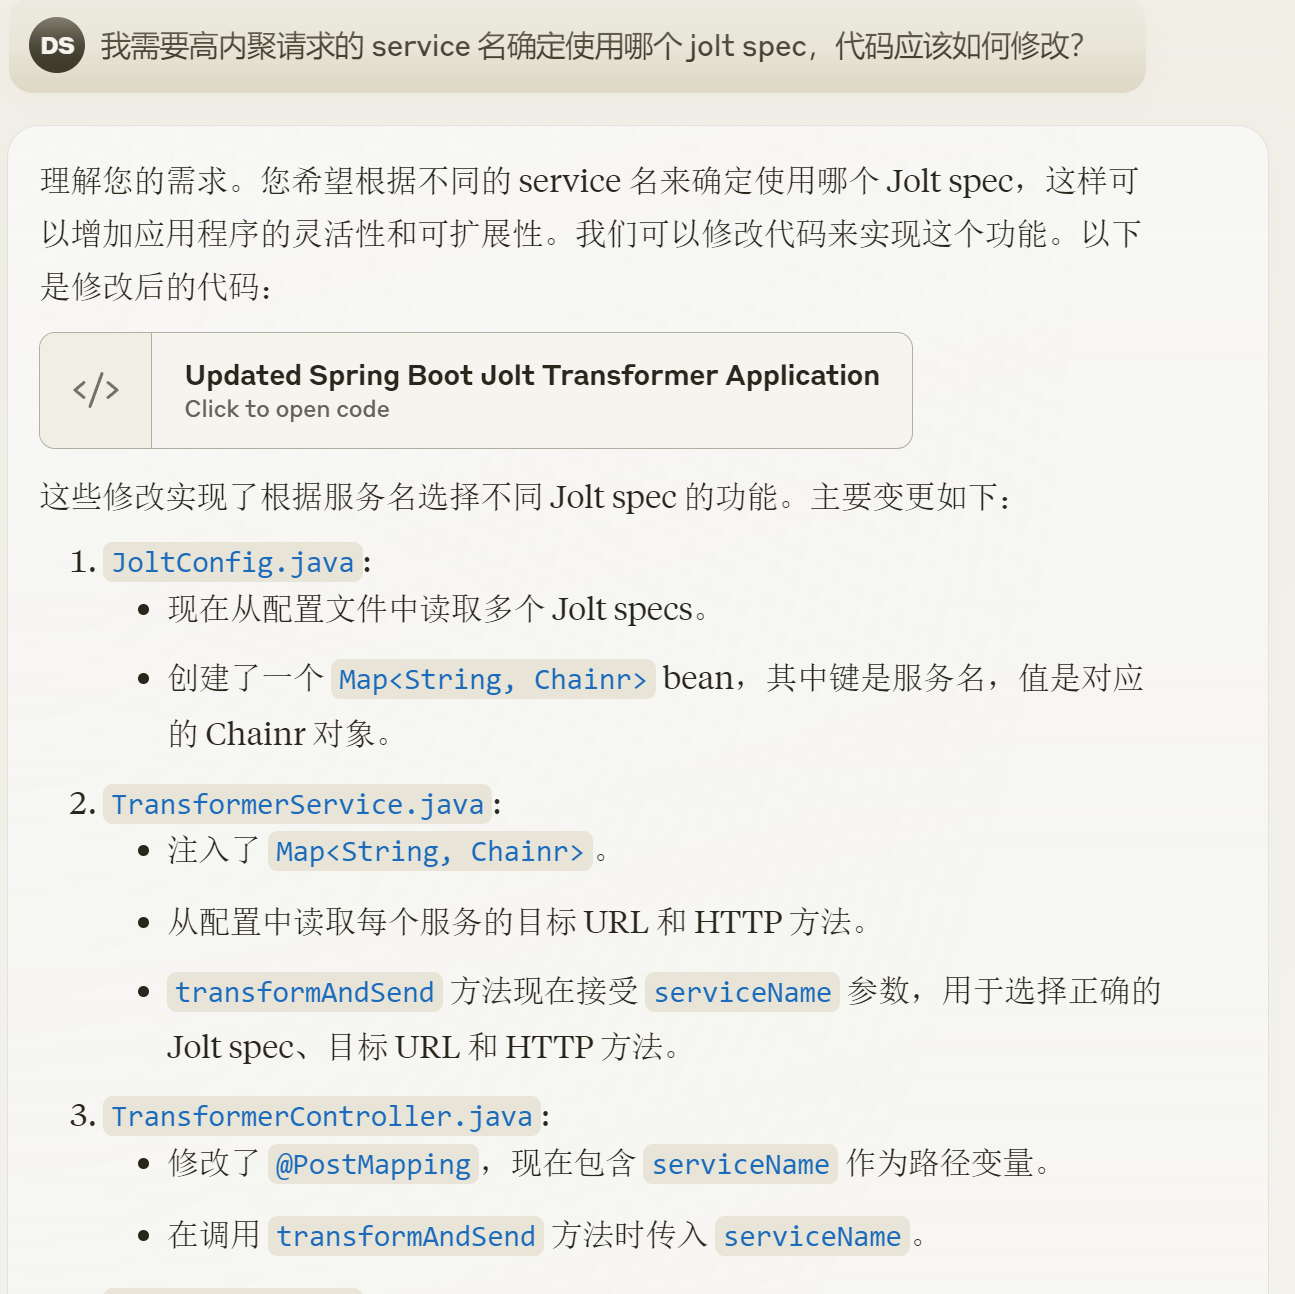 DS 我需要高内聚请求的 service 名确定使用哪个 jolt spec，代码应该如何修改？
理解您的需求。您希望根据不同的 service 名来确定使用哪个 Jolt spec，这样可
以增加应用程序的灵活性和可扩展性。我们可以修改代码来实现这个功能。以下
是修改后的代码：
</>
Updated Spring Boot Jolt Transformer Application
Click to open code
这些修改实现了根据服务名选择不同 Jolt spec 的功能。主要变更如下：
1. JoltConfig.java:
• 现在从配置文件中读取多个 Jolt specs。
• 创建了一个 Map<String, Chainr> bean，其中键是服务名，值是对应
的 Chainr 对象。
2. TransformerService.java:
• 注入了 Map<String, Chainr>。
• 从配置中读取每个服务的目标 URL 和 HTTP 方法。
• transformAndSend 方法现在接受 serviceName 参数，用于选择正确的
Jolt spec、目标 URL 和 HTTP 方法。
3. TransformerController.java:
• 修改了 @PostMapping，现在包含 serviceName 作为路径变量。
• 在调用 transformAndSend 方法时传入 serviceName。